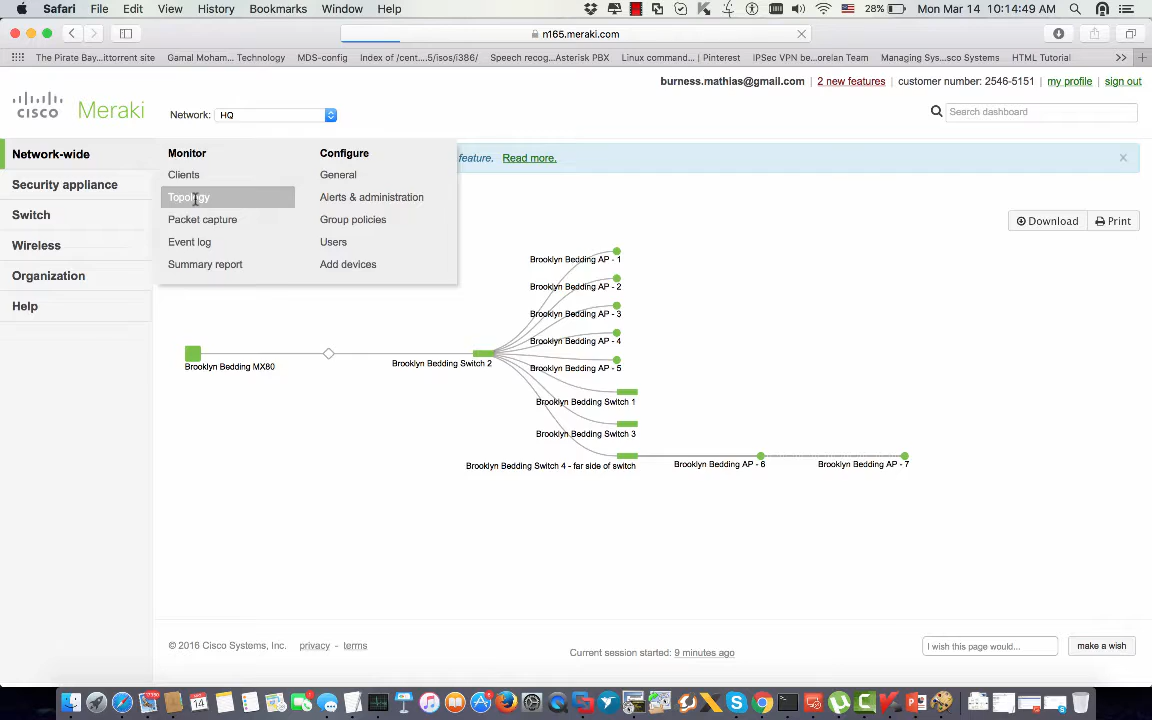 Safari File Edit View History Bookmarks Window Help 28% Mon Mar 14 10:14:49 AM
n165.meraki.com
The Pirate Bay...ittorrent site Gamal Moham... Technology MDS-config Index of /cent...5/isos/i386/ Speech recog...Asterisk PBX Linux command... | Pinterest IPSec VPN be...orelan Team Managing Sys...sco Systems HTML Tutorial
burness.mathias@gmail.com | 2 new features | customer number: 2546-5151 | my profile | sign out
CISCO Meraki
Network: HQ
Search dashboard
Network-wide
Security appliance
Switch
Wireless
Organization
Help
Monitor
Clients
Topology
Packet capture
Event log
Summary report
Configure
General
Alerts & administration
Group policies
Users
Add devices
feature. Read more.
Download Print
Brooklyn Bedding AP - 1
Brooklyn Bedding AP - 2
Brooklyn Bedding AP - 3
Brooklyn Bedding AP - 4
Brooklyn Bedding MX80
Brooklyn Bedding Switch 2
Brooklyn Bedding AP - 5
Brooklyn Bedding Switch 1
Brooklyn Bedding Switch 3
Brooklyn Bedding Switch 4 - far side of switch
Brooklyn Bedding AP - 6
Brooklyn Bedding AP - 7
© 2016 Cisco Systems, Inc. privacy - terms
Current session started: 9 minutes ago
I wish this page would...
make a wish